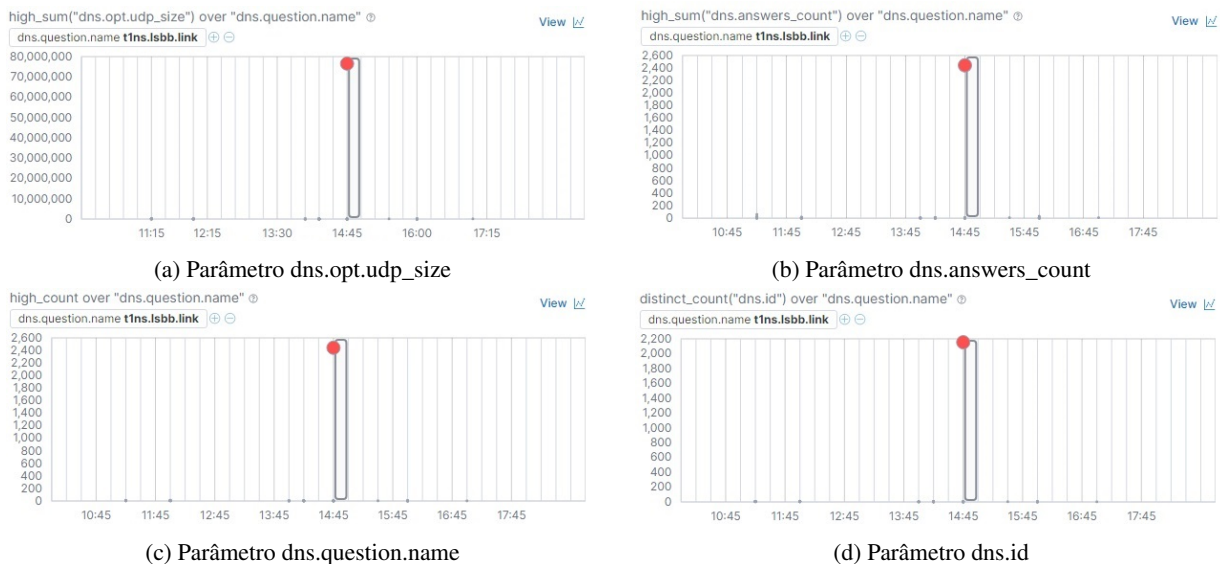 high_sum("dns.opt.udp_size") over "dns.question.name"
View
dns.question.name t1ns.lsbb.link
80,000,000
70,000,000
60,000,000
50,000,000
40,000,000
30,000,000
20,000,000
10,000,000
0
11:15 12:15 13:30 14:45 16:00 17:15
(a) Parâmetro dns.opt.udp_size
high_sum("dns.answers_count") over "dns.question.name"
View
dns.question.name t1ns.lsbb.link
2,600
2,400
2,200
2,000
1,800
1,600
1,400
1,200
1,000
800
600
400
200
0
10:45 11:45 12:45 13:45 14:45 15:45 16:45 17:45
(b) Parâmetro dns.answers_count
high_count over "dns.question.name"
View
dns.question.name t1ns.lsbb.link
2,600
2,400
2,200
2,000
1,800
1,600
1,400
1,200
1,000
800
600
400
200
0
10:45 11:45 12:45 13:45 14:45 15:45 16:45 17:45
(c) Parâmetro dns.question.name
distinct_count("dns.id") over "dns.question.name"
View
dns.question.name t1ns.lsbb.link
2,200
2,000
1,800
1,600
1,400
1,200
1,000
800
600
400
200
0
10:45 11:45 12:45 13:45 14:45 15:45 16:45 17:45
(d) Parâmetro dns.id